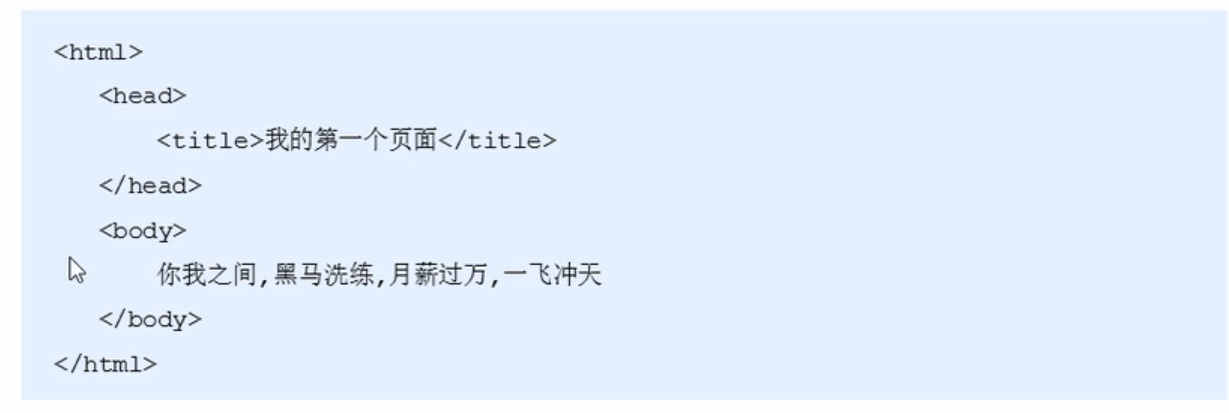 <html>
<head>
<title>我的第一个页面</title>
</head>
<body>
你我之间,黑马洗练,月薪过万,一飞冲天
</body>
</html>